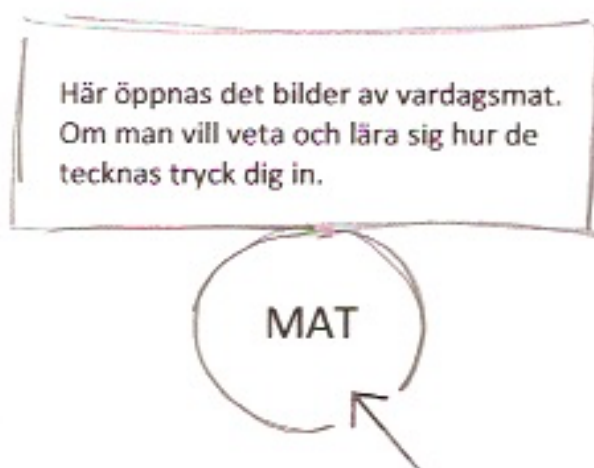 Här öppnas det bilder av vardagsmat.
Om man vill veta och lära sig hur de
tecknas tryck dig in.
MAT